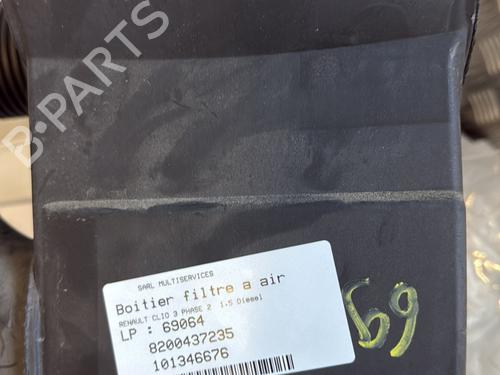 B-PARTS
SARL MULTISERVICES
Boitier filtre a air
RENAULT CLIO 3 PHASE 2 1.5 Diesel
LP : 69064
8200437235
101346676
69